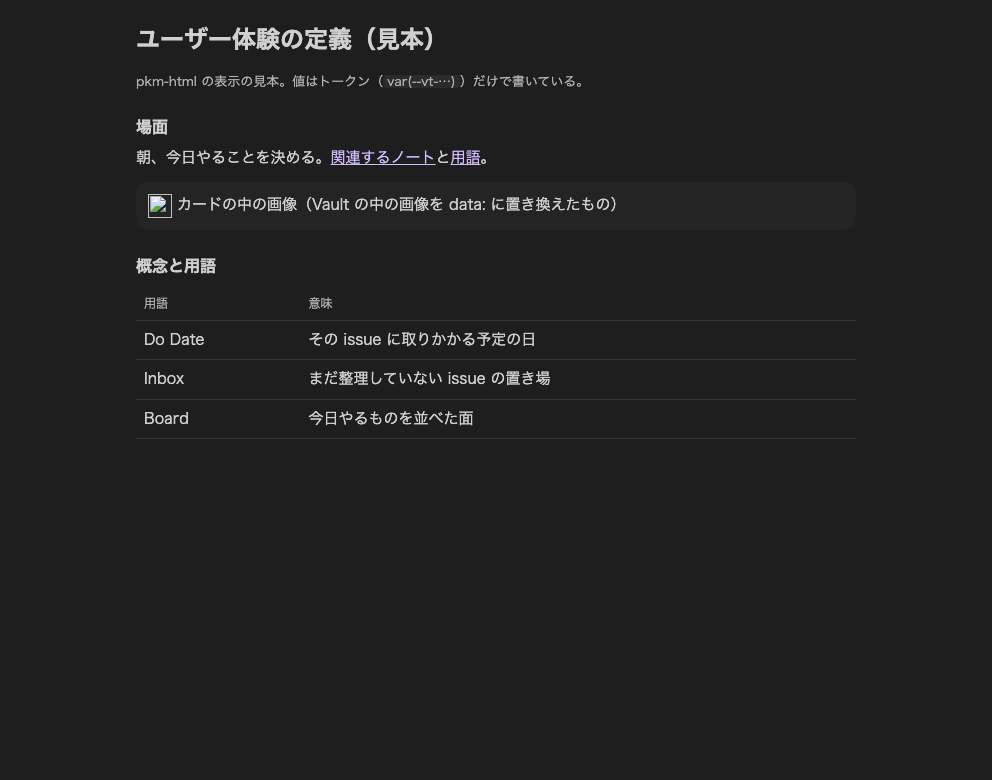 ユーザー体験の定義（見本）
pkm-html の表示の見本。値はトークン（ var(--vt-…) ）だけで書いている。
場面
朝、今日やることを決める。関連するノートと用語。
カードの中の画像（Vault の中の画像を data: に置き換えたもの）
概念と用語
用語 意味
Do Date その issue に取りかかる予定の日
Inbox まだ整理していない issue の置き場
Board 今日やるものを並べた面